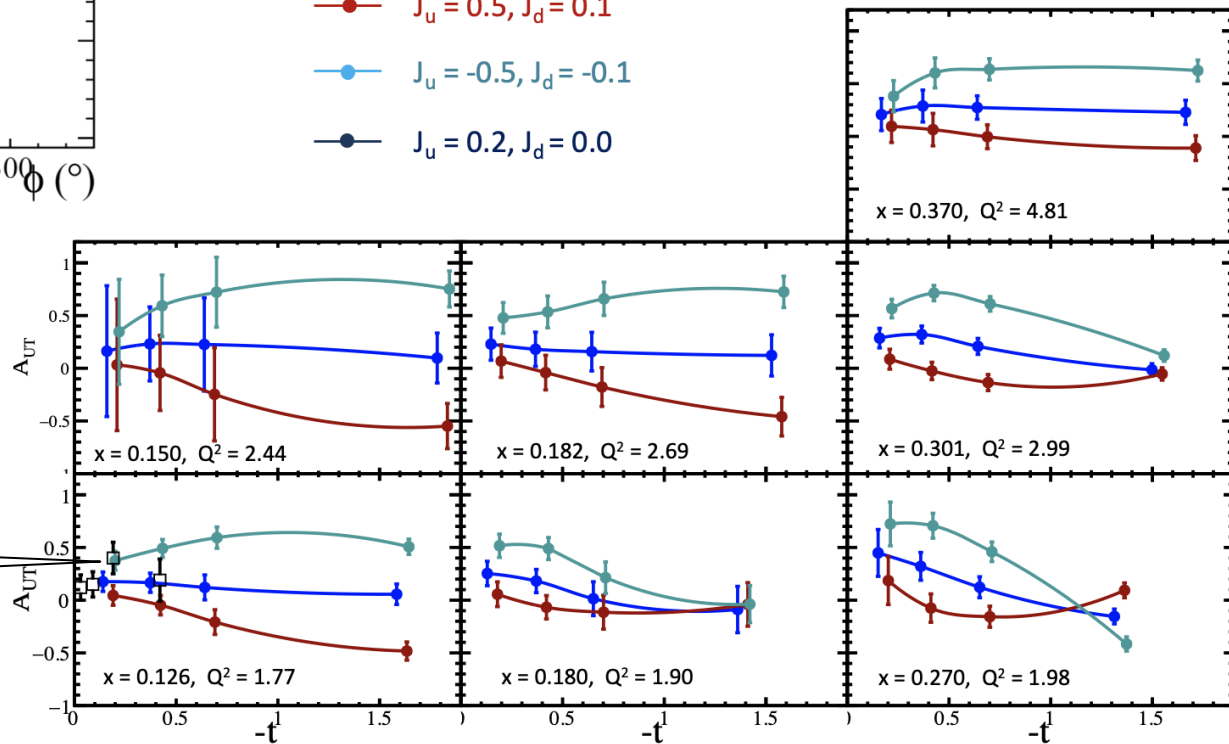 J_u = 0.5, J_d = 0.1
J_u = -0.5, J_d = -0.1
J_u = 0.2, J_d = 0.0
ϕ (°)
x = 0.370, Q² = 4.81
1
0.5
0
−0.5
A_UT
x = 0.150, Q² = 2.44
x = 0.182, Q² = 2.69
x = 0.301, Q² = 2.99
1
0.5
0
−0.5
−1
A_UT
x = 0.126, Q² = 1.77
x = 0.180, Q² = 1.90
x = 0.270, Q² = 1.98
0 0.5 1 1.5
0.5 1 1.5
0.5 1 1.5
-t -t -t